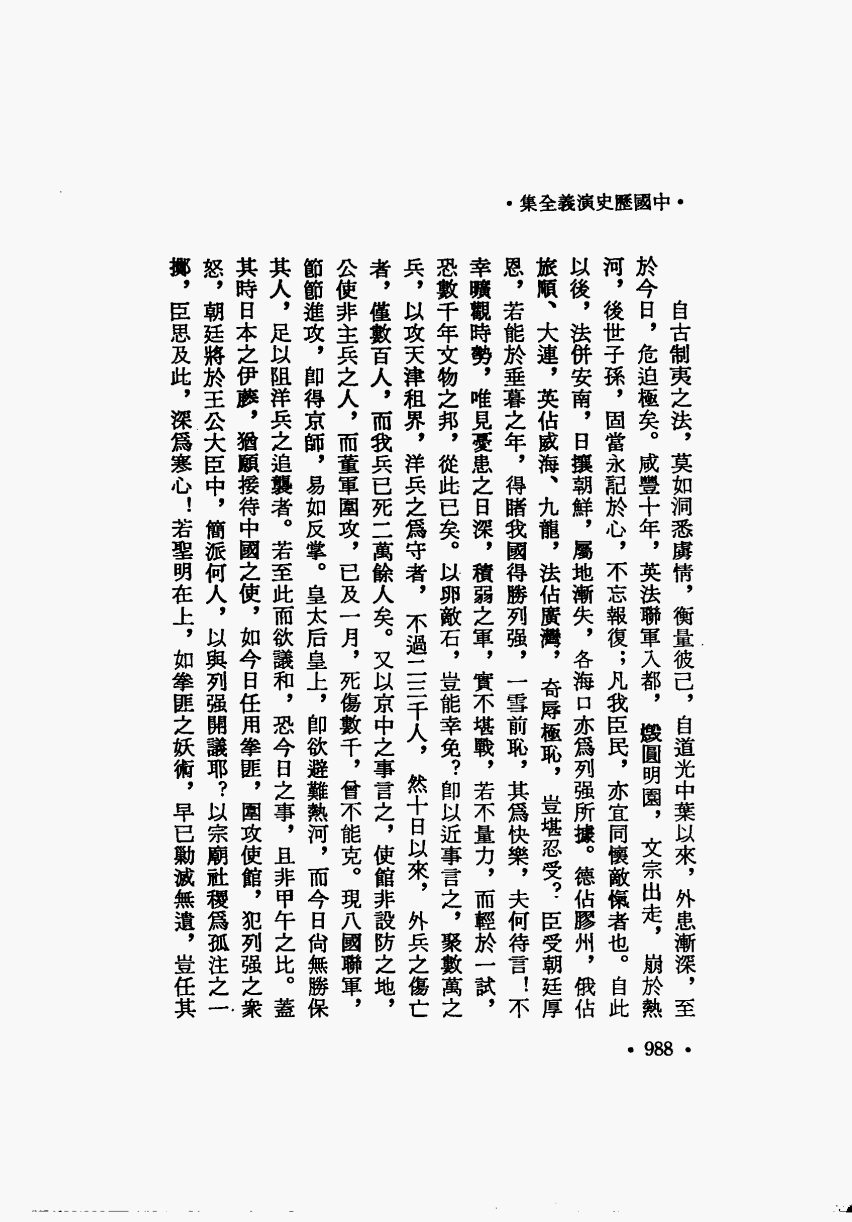 •中國歷史演義全集•
自古制夷之法，莫如洞悉虜情，衡量彼己，自道光中葉以來，外患漸深，至
於今日，危迫極矣。咸豐十年，英法聯軍入都，燬圓明園，文宗出走，崩於熱
河，後世子孫，固當永記於心，不忘報復；凡我臣民，亦宜同懷敵愾者也。自此
以後，法併安南，日攘朝鮮，屬地漸失，各海口亦爲列强所據。德佔膠州，俄佔
旅順、大連，英佔威海、九龍，法佔廣灣，奇辱極恥，豈堪忍受？臣受朝廷厚
恩，若能於垂暮之年，得睹我國得勝列强，一雪前恥，其爲快樂，夫何待言！不
幸曠觀時勢，唯見憂患之日深，積弱之軍，實不堪戰，若不量力，而輕於一試，
恐數千年文物之邦，從此已矣。以卵敵石，豈能幸免？卽以近事言之，聚數萬之
兵，以攻天津租界，洋兵之爲守者，不過二三千人，然十日以來，外兵之傷亡
者，僅數百人，而我兵已死二萬餘人矣。又以京中之事言之，使館非設防之地，
公使非主兵之人，而董軍圍攻，已及一月，死傷數千，曾不能克。現八國聯軍，
節節進攻，卽得京師，易如反掌。皇太后皇上，卽欲避難熱河，而今日尙無勝保
其人，足以阻洋兵之追襲者。若至此而欲議和，恐今日之事，且非甲午之比。蓋
其時日本之伊藤，猶願接待中國之使，如今日任用拳匪，圍攻使館，犯列强之衆
怒，朝廷將於王公大臣中，簡派何人，以與列强開議耶？以宗廟社稷爲孤注之一
擲，臣思及此，深爲寒心！若聖明在上，如拳匪之妖術，早已勦滅無遺，豈任其
•988•